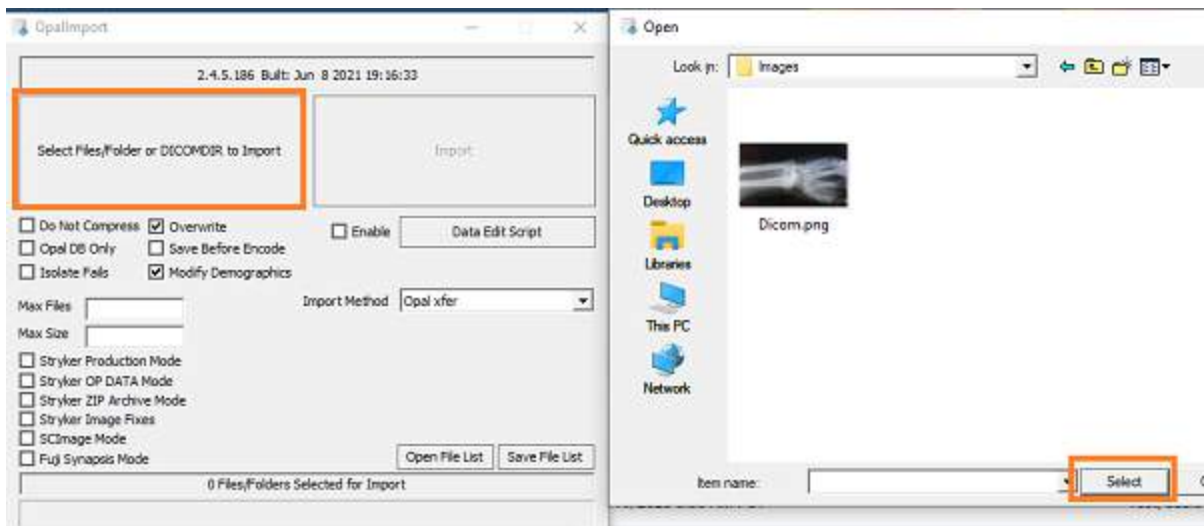 OpalImport
2.4.5.186 Built: Jun 8 2021 19:16:33
Select Files/Folder or DICOMDIR to Import
Import
Do Not Compress
Overwrite
Enable
Data Edit Script
Opal DB Only
Save Before Encode
Isolate Fails
Modify Demographics
Max Files
Import Method
Opal xfer
Max Size
Stryker Production Mode
Stryker OP DATA Mode
Stryker ZIP Archive Mode
Stryker Image Fixes
SCImage Mode
Fuji Synapsis Mode
Open File List
Save File List
0 Files/Folders Selected for Import
Open
Look in:
Images
Quick access
Desktop
Libraries
This PC
Network
Dicom.png
Item name:
Select